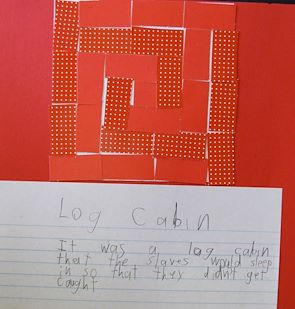 Log Cabin
It was a log cabin
that the slaves would sleep
in so that they didn't get
caught